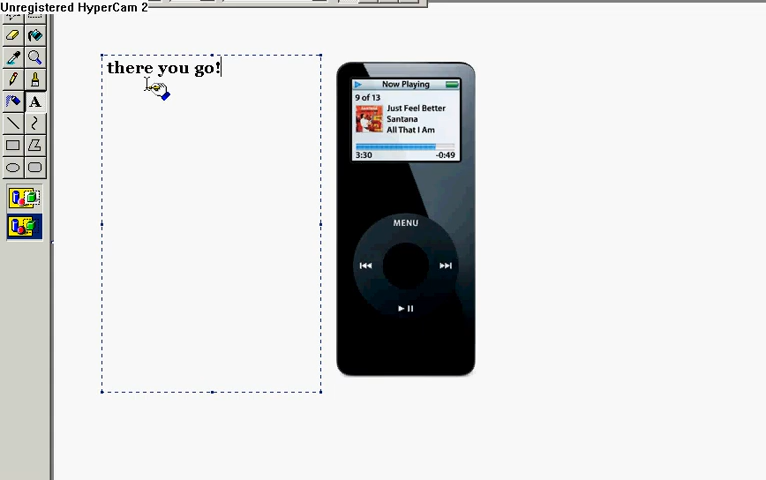 Unregistered HyperCam 2
there you go!
Now Playing
9 of 13
Just Feel Better
Santana
All That I Am
3:30 -0:49
MENU
A